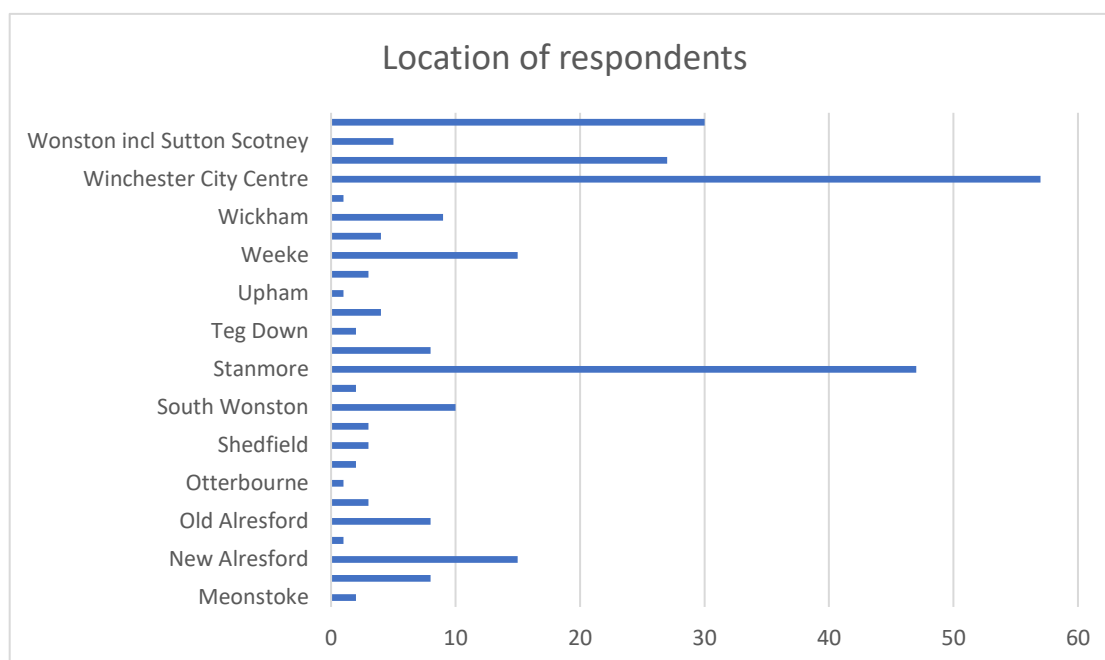 Location of respondents
Wonston incl Sutton Scotney
Winchester City Centre
Wickham
Weeke
Upham
Teg Down
Stanmore
South Wonston
Shedfield
Otterbourne
Old Alresford
New Alresford
Meonstoke
0 10 20 30 40 50 60